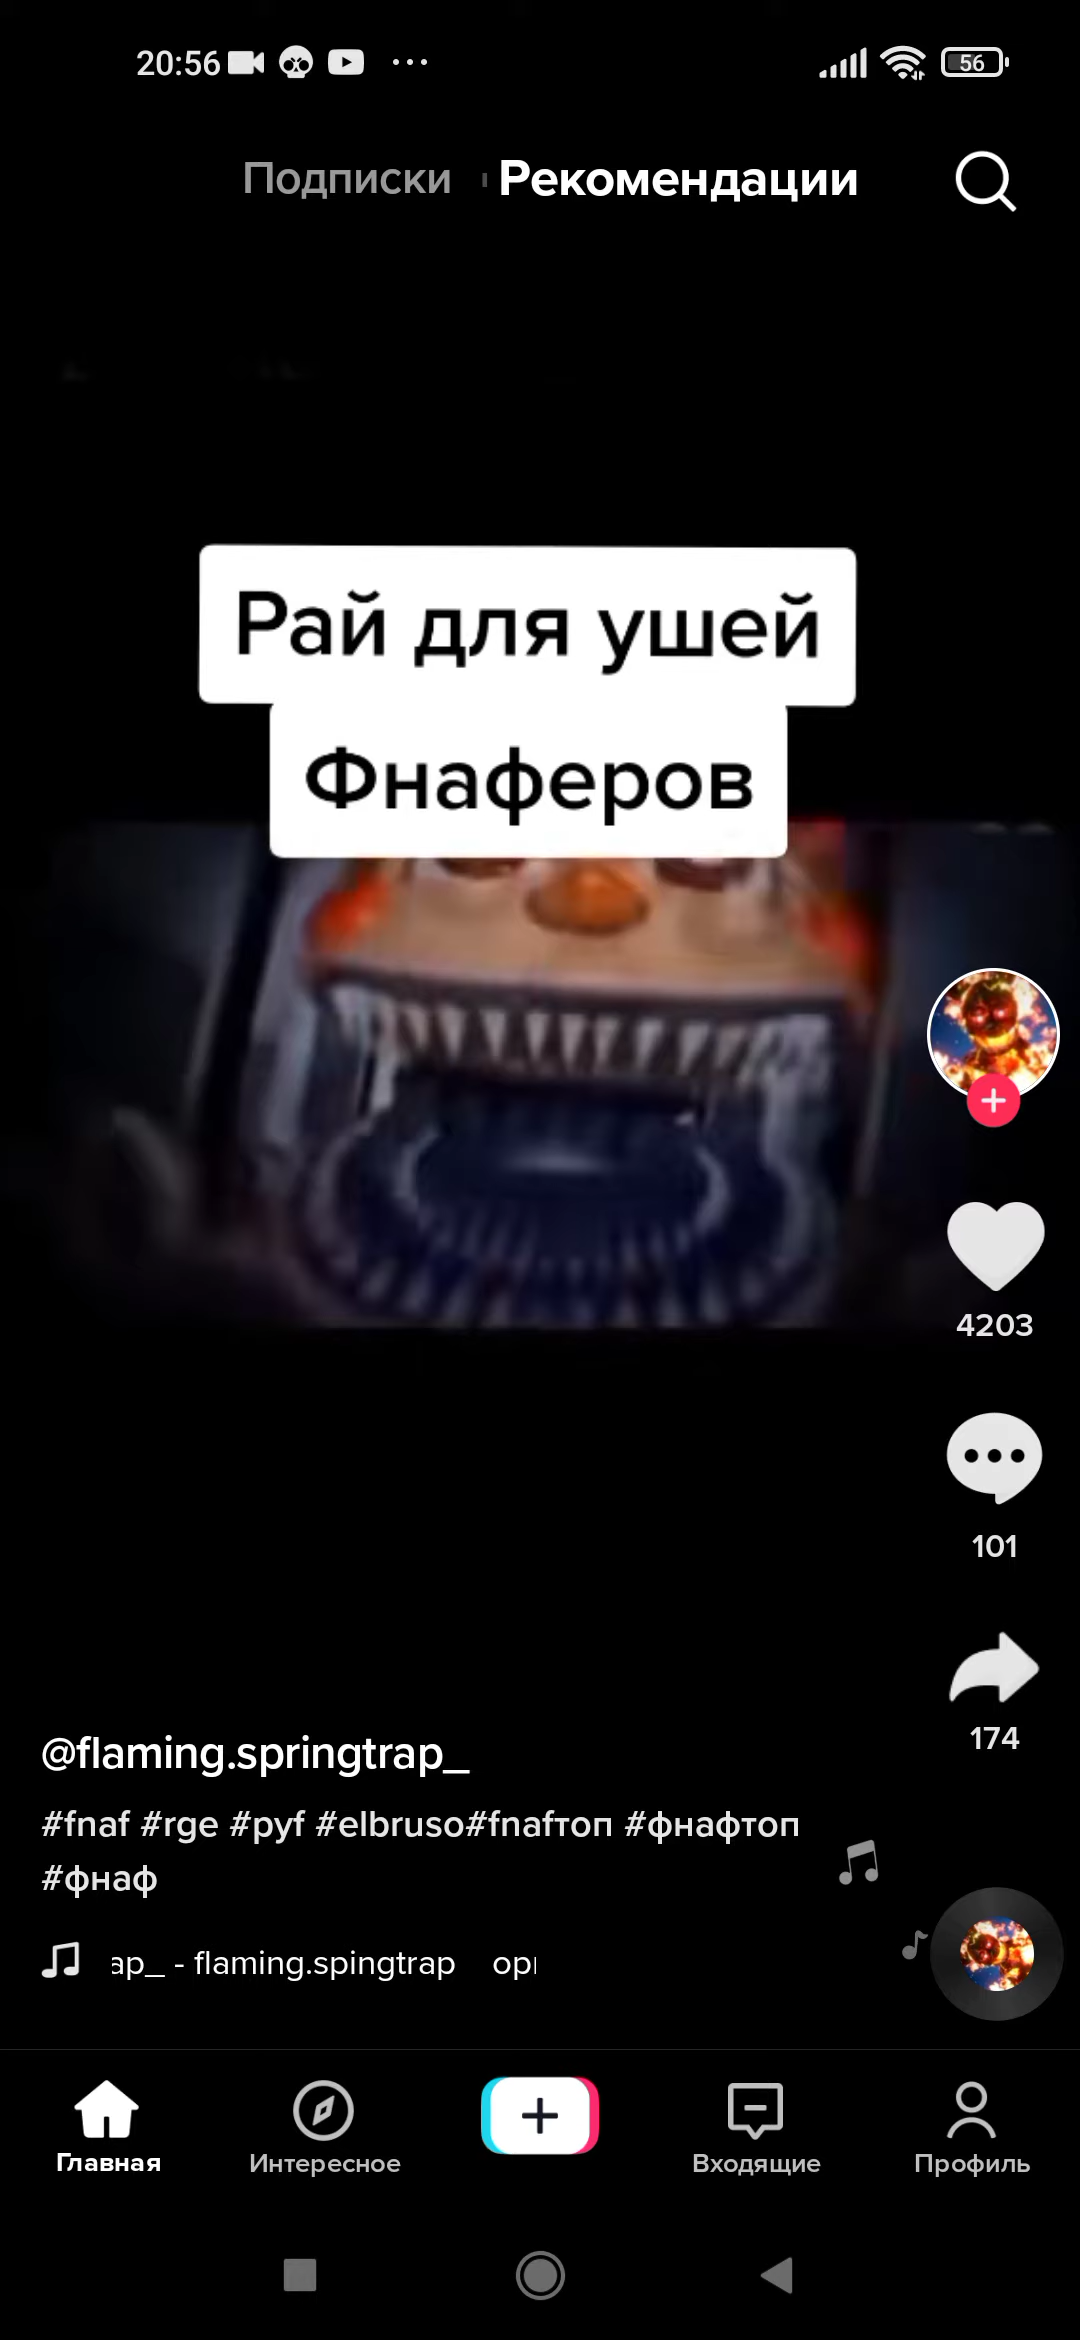 20:56
56
Подписки
Рекомендации
Рай для ушей
Фнаферов
4203
101
174
@flaming.springtrap_
#fnaf #rge #pyf #elbruso#fnafтоп #фнафтоп
#фнаф
ap_ - flaming.spingtrap
Главная
Интересное
Входящие
Профиль